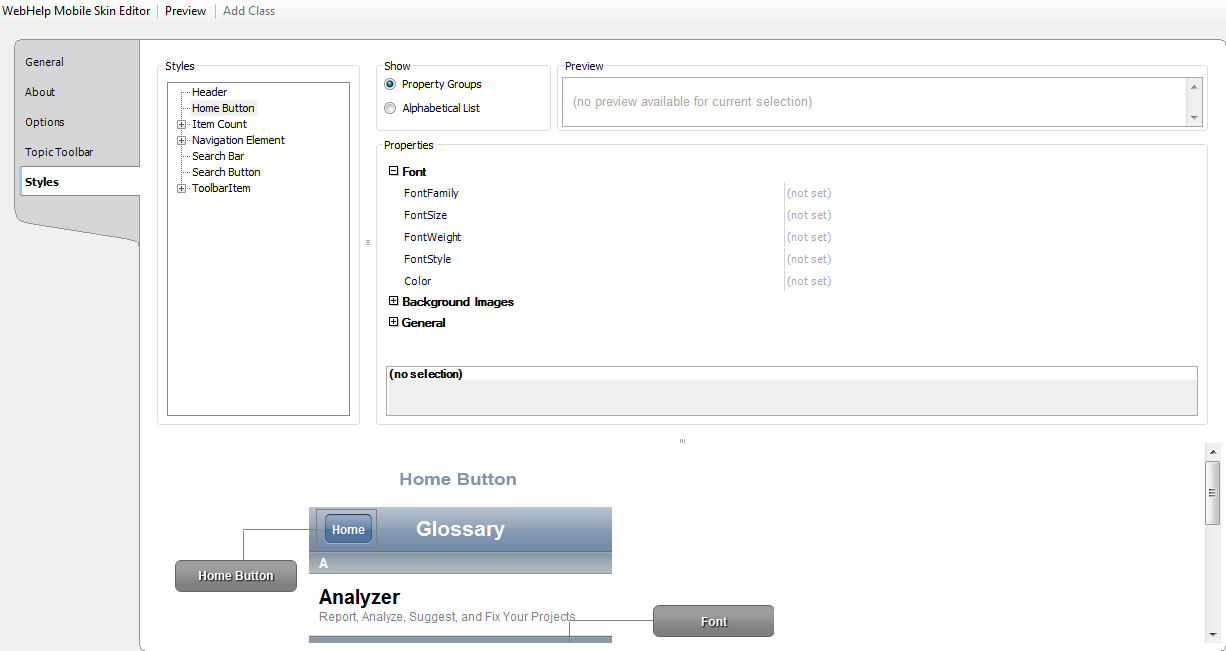 WebHelp Mobile Skin Editor Preview Add Class
General
About
Options
Topic Toolbar
Styles
Styles
Header
Home Button
Item Count
Navigation Element
Search Bar
Search Button
ToolbarItem
Show
Property Groups
Alphabetical List
Preview
(no preview available for current selection)
Properties
Font
FontFamily (not set)
FontSize (not set)
FontWeight (not set)
FontStyle (not set)
Color (not set)
Background Images
General
(no selection)
Home Button
Home Glossary
A
Home Button
Analyzer
Report, Analyze, Suggest, and Fix Your Projects
Font